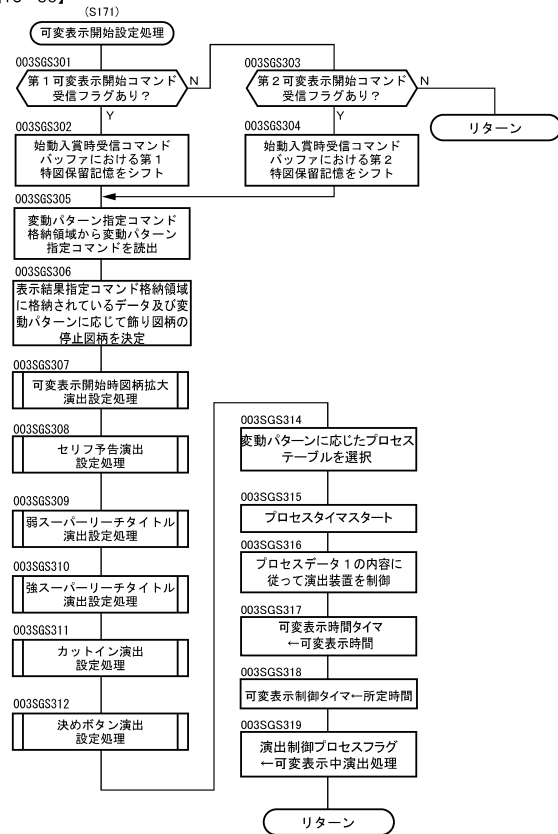 (S171)
可変表示開始設定処理
003SGS301
第１可変表示開始コマンド
受信フラグあり？
N
Y
003SGS303
第２可変表示開始コマンド
受信フラグあり？
N
Y
リターン
003SGS302
始動入賞時受信コマンド
バッファにおける第１
特図保留記憶をシフト
003SGS304
始動入賞時受信コマンド
バッファにおける第２
特図保留記憶をシフト
003SGS305
変動パターン指定コマンド
格納領域から変動パターン
指定コマンドを読出
003SGS306
表示結果指定コマンド格納領域
に格納されているデータ及び変
動パターンに応じて飾り図柄の
停止図柄を決定
003SGS307
可変表示開始時図柄拡大
演出設定処理
003SGS308
セリフ予告演出
設定処理
003SGS309
弱スーパーリーチタイトル
演出設定処理
003SGS310
強スーパーリーチタイトル
演出設定処理
003SGS311
カットイン演出
設定処理
003SGS312
決めボタン演出
設定処理
003SGS314
変動パターンに応じたプロセス
テーブルを選択
003SGS315
プロセスタイマスタート
003SGS316
プロセスデータ１の内容に
従って演出装置を制御
003SGS317
可変表示時間タイマ
←可変表示時間
003SGS318
可変表示制御タイマ←所定時間
003SGS319
演出制御プロセスフラグ
←可変表示中演出処理
リターン